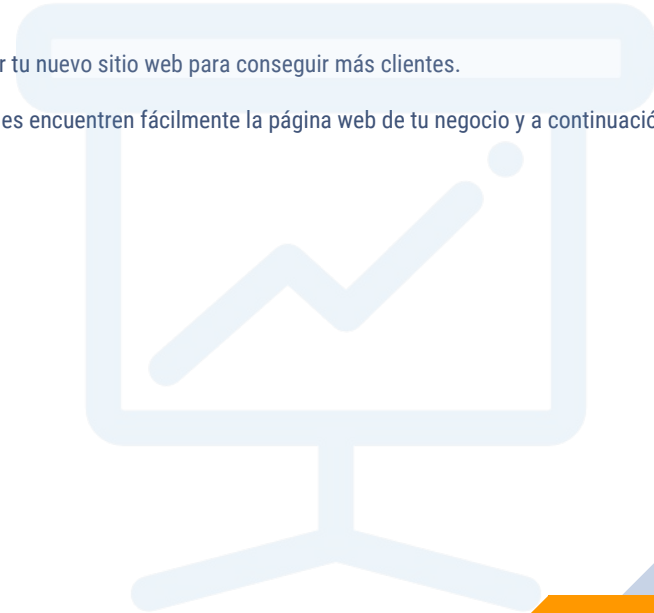 r tu nuevo sitio web para conseguir más clientes.
es encuentren fácilmente la página web de tu negocio y a continuació